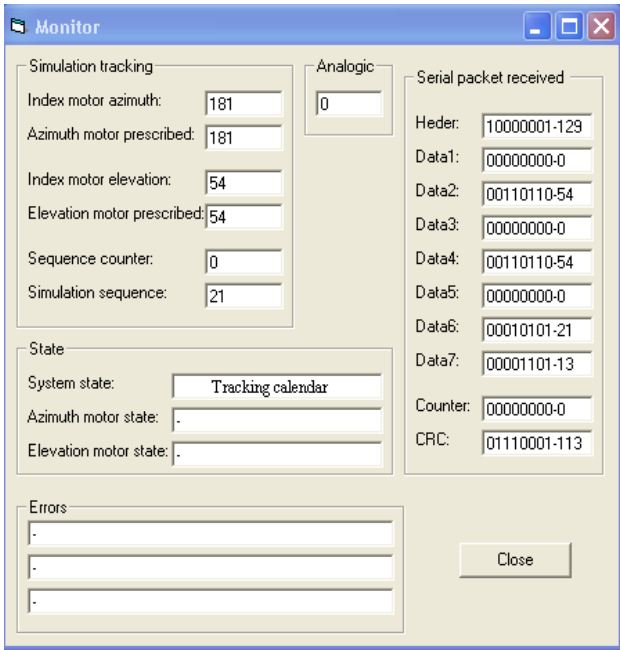 Monitor
Simulation tracking
Index motor azimuth: 181
Azimuth motor prescribed: 181
Index motor elevation: 54
Elevation motor prescribed: 54
Sequence counter: 0
Simulation sequence: 21
Analogic
0
Serial packet received
Heder: 10000001-129
Data1: 00000000-0
Data2: 00110110-54
Data3: 00000000-0
Data4: 00110110-54
Data5: 00000000-0
Data6: 00010101-21
Data7: 00001101-13
Counter: 00000000-0
CRC: 01110001-113
State
System state: Tracking calendar
Azimuth motor state: -
Elevation motor state: -
Errors
-
-
-
Close